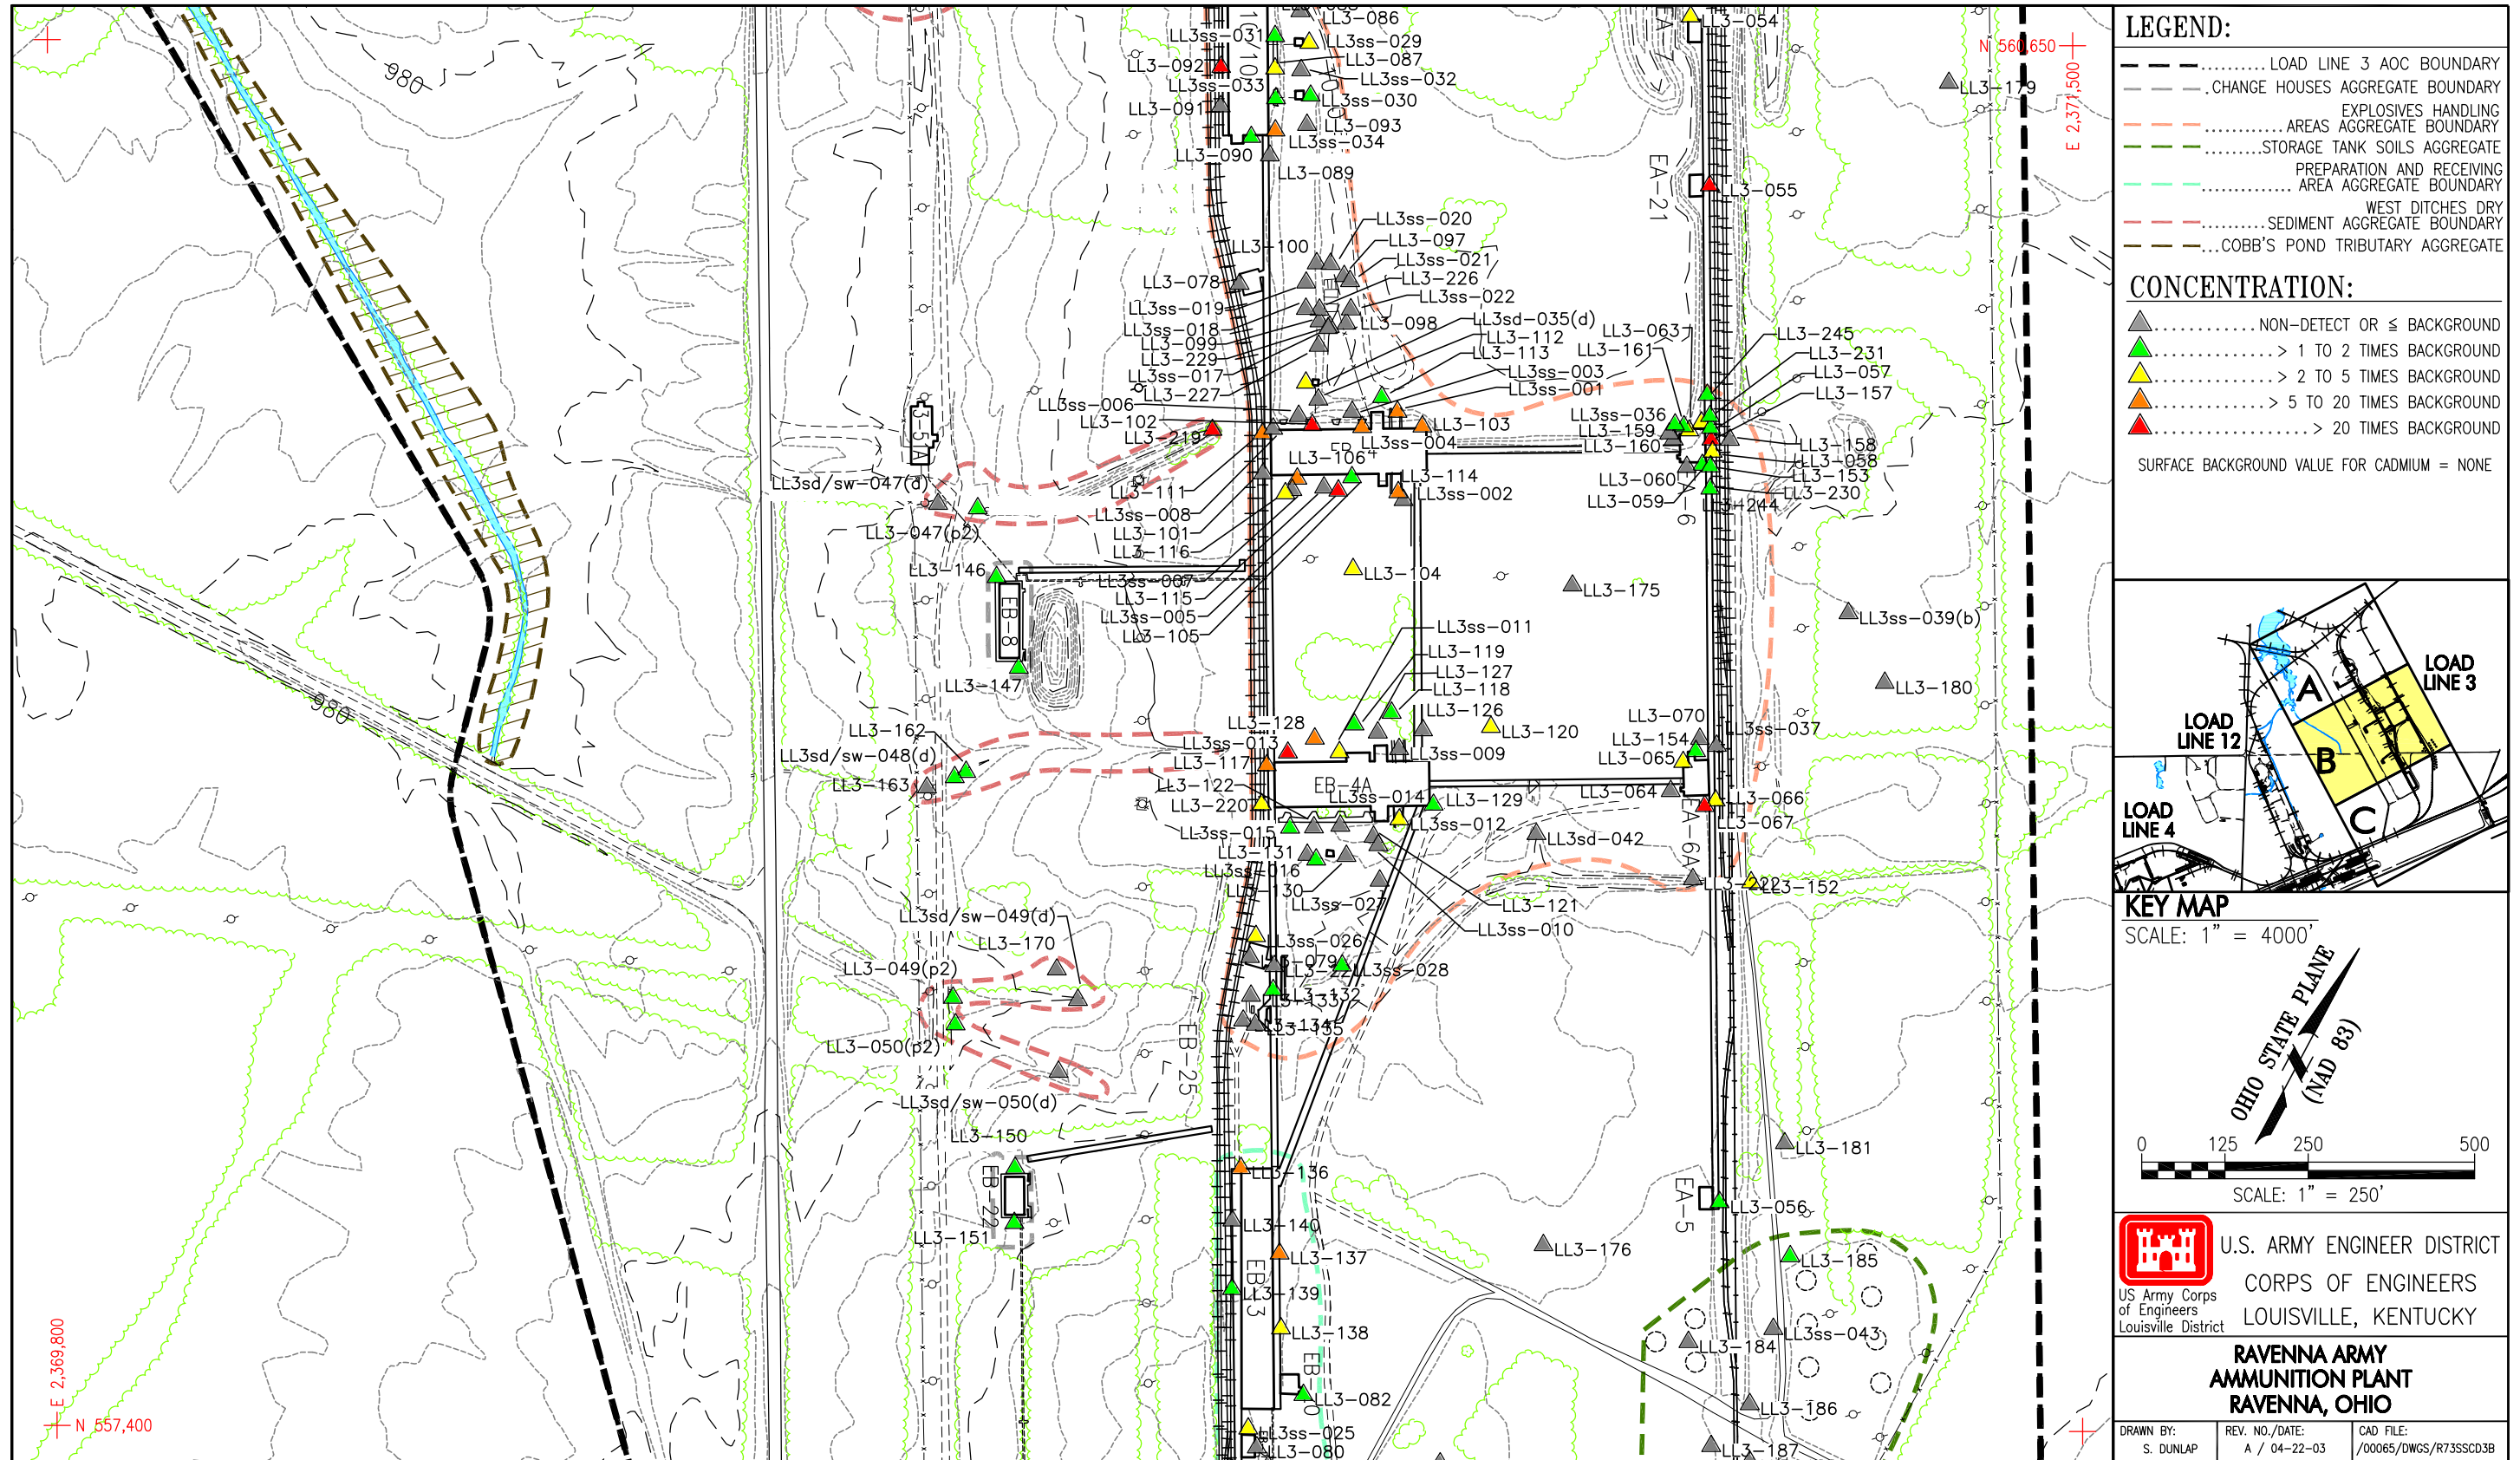 LEGEND:
LOAD LINE 3 AOC BOUNDARY
CHANGE HOUSES AGGREGATE BOUNDARY
EXPLOSIVES HANDLING
AREAS AGGREGATE BOUNDARY
STORAGE TANK SOILS AGGREGATE
PREPARATION AND RECEIVING
AREA AGGREGATE BOUNDARY
WEST DITCHES DRY
SEDIMENT AGGREGATE BOUNDARY
COBB'S POND TRIBUTARY AGGREGATE
CONCENTRATION:
NON-DETECT OR ≤ BACKGROUND
> 1 TO 2 TIMES BACKGROUND
> 2 TO 5 TIMES BACKGROUND
> 5 TO 20 TIMES BACKGROUND
> 20 TIMES BACKGROUND
SURFACE BACKGROUND VALUE FOR CADMIUM = NONE
LOAD
LINE 3
LOAD
LINE 12
LOAD
LINE 4
A
B
C
KEY MAP
SCALE: 1" = 4000'
OHIO STATE PLANE
(NAD 83)
0 125 250 500
SCALE: 1" = 250'
US Army Corps
of Engineers
Louisville District
U.S. ARMY ENGINEER DISTRICT
CORPS OF ENGINEERS
LOUISVILLE, KENTUCKY
RAVENNA ARMY
AMMUNITION PLANT
RAVENNA, OHIO
DRAWN BY:
S. DUNLAP
REV. NO./DATE:
A / 04-22-03
CAD FILE:
/00065/DWGS/R73SSCD3B
N 560,650
E 2,371,500
E 2,369,800
N 557,400
980
980
LL3-086
LL3ss-031
LL3ss-029
LL3-092
LL3-087
LL3ss-032
LL3ss-033
LL3ss-030
LL3-091
LL3-093
LL3ss-034
LL3-090
LL3-089
LL3-054
LL3-179
LL3-055
EA-21
LL3ss-020
LL3-100
LL3-097
LL3ss-021
LL3-226
LL3-078
LL3ss-022
LL3ss-019
LL3-098
LL3ss-018
LL3-099
LL3-229
LL3ss-017
LL3-227
LL3sd-035(d)
LL3-112
LL3-113
LL3ss-003
LL3ss-001
LL3-063
LL3-161
LL3-245
LL3-231
LL3-057
LL3-157
LL3ss-006
LL3-102
LL3-219
LL3-103
LL3ss-004
LL3ss-036
LL3-159
LL3-160
LL3-158
LL3-058
LL3-153
LL3-230
LL3-244
LL3-060
LL3-059
3-5A
LL3-106
LL3-114
LL3ss-002
LL3sd/sw-047(d)
LL3-047(p2)
LL3-111
LL3ss-008
LL3-101
LL3-116
LL3ss-007
LL3-115
LL3ss-005
LL3-105
LL3-104
LL3-146
EB-8
LL3-147
LL3-175
LL3ss-039(b)
LL3-180
LL3ss-011
LL3-119
LL3-127
LL3-118
LL3-126
LL3-120
LL3ss-009
LL3-128
LL3ss-013
LL3-117
LL3-122
LL3-220
LL3-162
LL3sd/sw-048(d)
LL3-163
EB-4A
LL3ss-014
LL3-129
LL3ss-012
LL3ss-015
LL3-131
LL3ss-016
LL3-130
LL3ss-027
LL3-121
LL3ss-010
LL3sd-042
LL3-070
LL3-154
LL3ss-037
LL3-065
LL3-064
LL3-066
LL3-067
EA-6A
LL3-152
LL3sd/sw-049(d)
LL3-170
LL3-049(p2)
LL3-050(p2)
LL3sd/sw-050(d)
LL3ss-026
LL3ss-028
LL3-132
EB-25
LL3-150
EB-22
LL3-151
LL3-136
LL3-140
LL3-137
LL3-139
LL3-138
LL3-082
LL3ss-025
LL3-080
LL3-176
LL3-181
EA-5
LL3-056
LL3-185
LL3ss-043
LL3-184
LL3-186
LL3-187